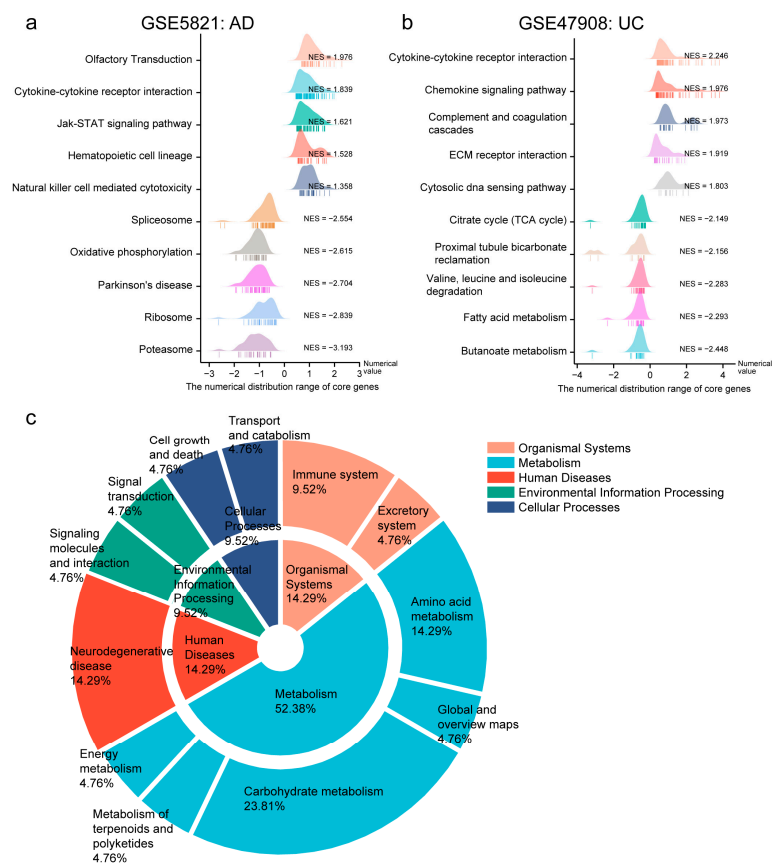 a
GSE5821: AD
Olfactory Transduction
NES = 1.976
Cytokine-cytokine receptor interaction
NES = 1.839
Jak-STAT signaling pathway
NES = 1.621
Hematopoietic cell lineage
NES = 1.528
Natural killer cell mediated cytotoxicity
NES = 1.358
Spliceosome
NES = −2.554
Oxidative phosphorylation
NES = −2.615
Parkinson's disease
NES = −2.704
Ribosome
NES = −2.839
Poteasome
NES = −3.193
−3 −2 −1 0 1 2 3
Numerical
value
The numerical distribution range of core genes
b
GSE47908: UC
Cytokine-cytokine receptor interaction
NES = 2.246
Chemokine signaling pathway
NES = 1.976
Complement and coagulation
cascades
NES = 1.973
ECM receptor interaction
NES = 1.919
Cytosolic dna sensing pathway
NES = 1.803
Citrate cycle (TCA cycle)
NES = −2.149
Proximal tubule bicarbonate
reclamation
NES = −2.156
Valine, leucine and isoleucine
degradation
NES = −2.283
Fatty acid metabolism
NES = −2.293
Butanoate metabolism
NES = −2.448
−4 −2 0 2 4
Numerical
value
The numerical distribution range of core genes
c
Transport
and catabolism
4.76%
Cell growth
and death
4.76%
Signal
transduction
4.76%
Signaling
molecules
and interaction
4.76%
Neurodegenerative
disease
14.29%
Energy
metabolism
4.76%
Metabolism of
terpenoids and
polyketides
4.76%
Carbohydrate metabolism
23.81%
Global and
overview maps
4.76%
Amino acid
metabolism
14.29%
Excretory
system
4.76%
Immune system
9.52%
Cellular
Processes
9.52%
Environmental
Information
Processing
9.52%
Human
Diseases
14.29%
Organismal
Systems
14.29%
Metabolism
52.38%
Organismal Systems
Metabolism
Human Diseases
Environmental Information Processing
Cellular Processes